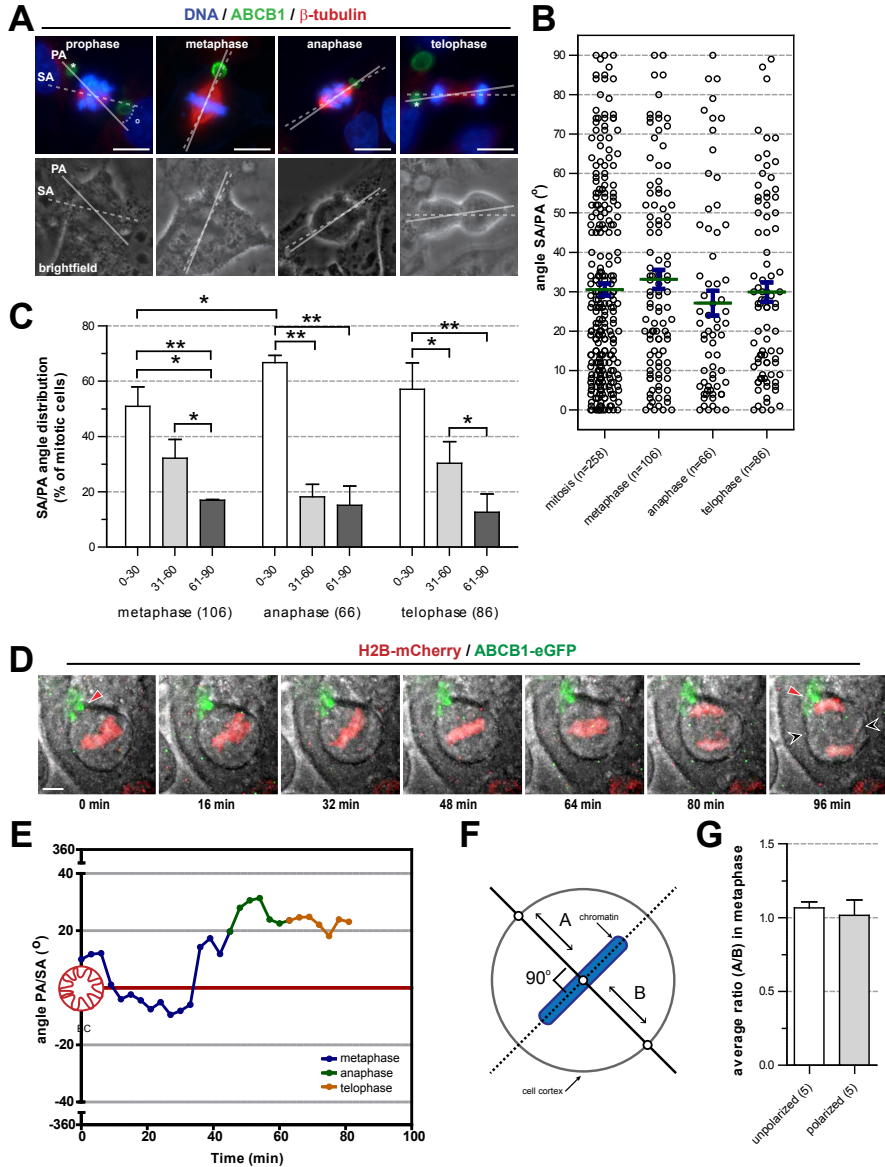 A
DNA / ABCB1 / β-tubulin
prophase
metaphase
anaphase
telophase
PA
SA
*
°
*
PA
SA
brightfield
B
angle SA/PA (°)
90
80
70
60
50
40
30
20
10
0
mitosis (n=258)
metaphase (n=106)
anaphase (n=66)
telophase (n=86)
C
SA/PA angle distribution
(% of mitotic cells)
80
60
40
20
0
*
**
*
*
**
**
**
*
*
0-30
31-60
61-90
0-30
31-60
61-90
0-30
31-60
61-90
metaphase (106)
anaphase (66)
telophase (86)
D
H2B-mCherry / ABCB1-eGFP
0 min
16 min
32 min
48 min
64 min
80 min
96 min
E
angle PA/SA (°)
360
40
20
0
-20
-40
-360
BC
metaphase
anaphase
telophase
0
20
40
60
80
100
Time (min)
F
A
chromatin
90°
B
cell cortex
G
average ratio (A/B) in metaphase
1.5
1.0
0.5
0.0
unpolarized (5)
polarized (5)